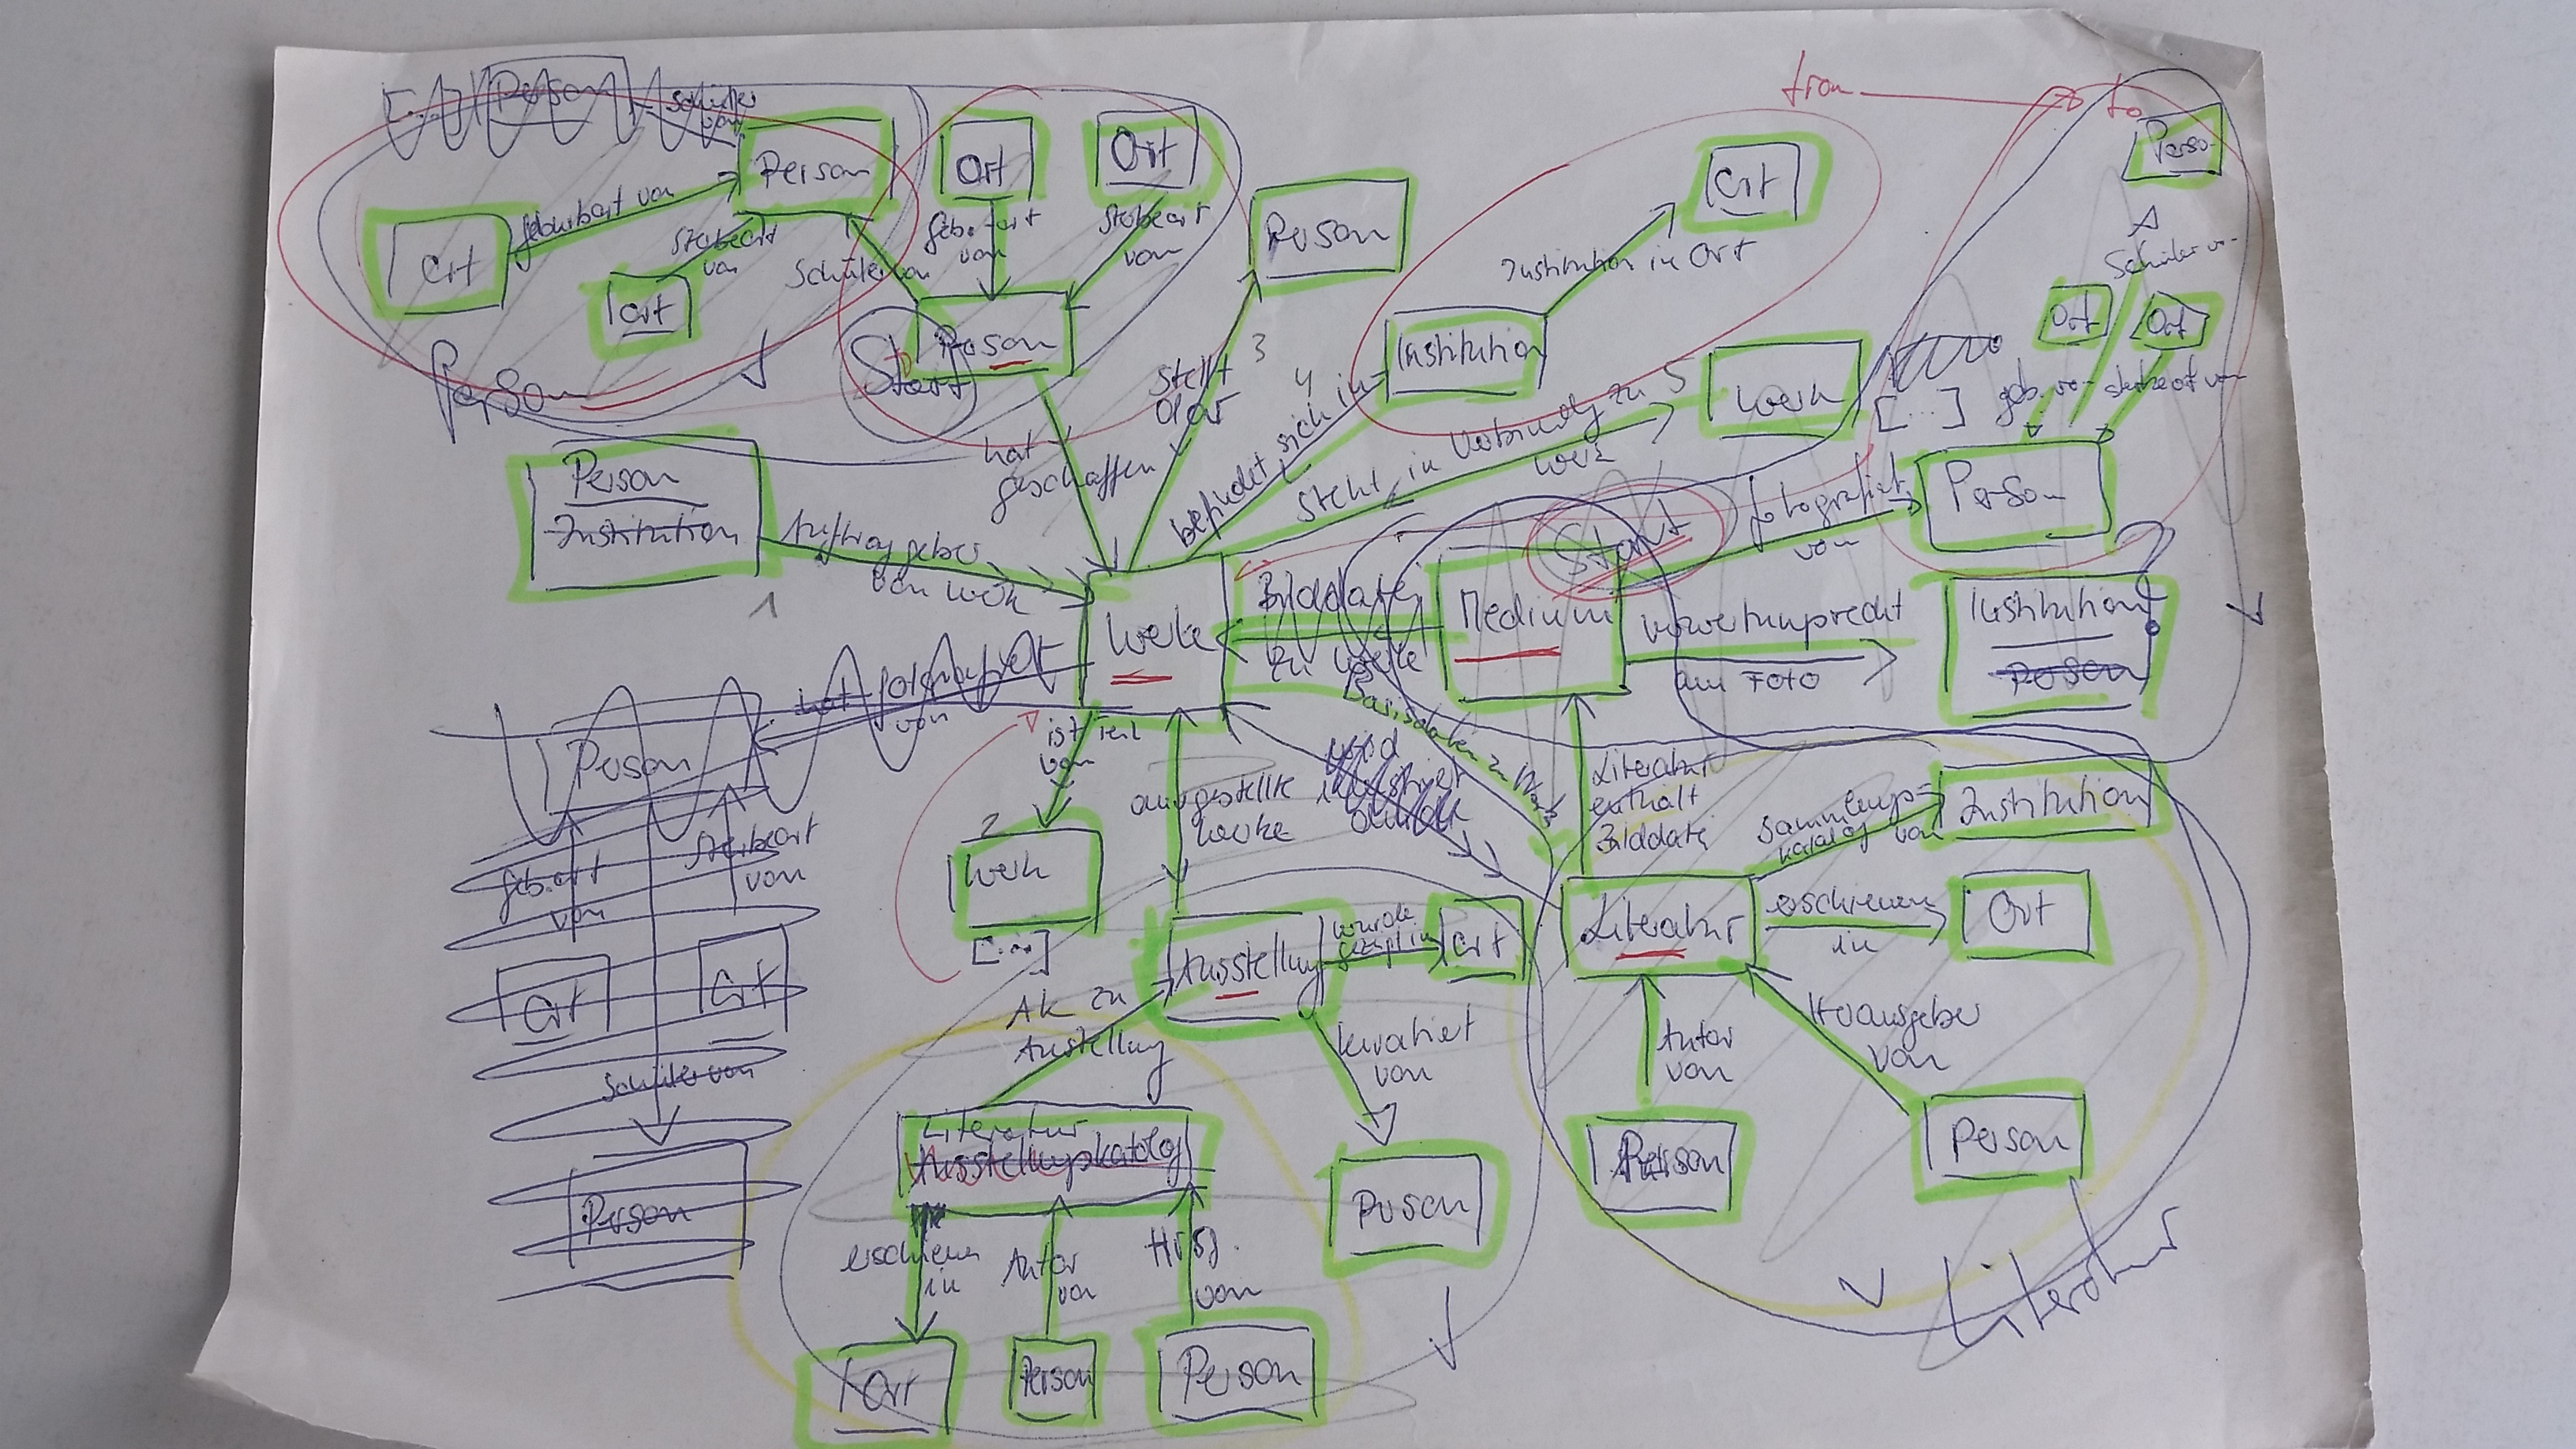 [...]
Person
Schüler
von
from
to
Person
Person
Ort
Ort
Ort
Person
Ort
Geburtsort von
Sterbeort
von
Ort
Schüler von
Geb.ort
von
Sterbeort
von
Person
Institution in Ort
Schüler von
Ort
Ort
Person
Start
Person
Stellt
dar
3
4
Institution
5
Werk
[...]
geb. von
sterbeort von
hat
geschaffen
befindet sich in
Steht in Verbindung zu
Werk
Person
Institution
Auftraggeber
von Werk
1
Start
fotografiert
von
Person
Werk
Bilddatei
zu Werk
Medium
Verwertungsrecht
am Foto
Institution
Person
?
hat fotografiert
von
Person
ist Teil
von
2
Werk
[...]
ausgestellte
Werke
Basisdaten zu Werk
wird
illustriert
durch
Literatur
enthält
Bilddatei
Sammlungs-
katalog von
Institution
geb.ort
von
Sterbeort
von
Ort
Ort
Schüler von
Person
Ausstellung
wurde
gezeigt in
Ort
Literatur
erschienen
in
Ort
AK zu
Ausstellung
kuratiert
von
Autor
von
Herausgeber
von
Literatur
Ausstellungskatalog
Person
Person
Person
erschienen
in
Autor
von
Hrsg.
von
Ort
Person
Person
Literatur